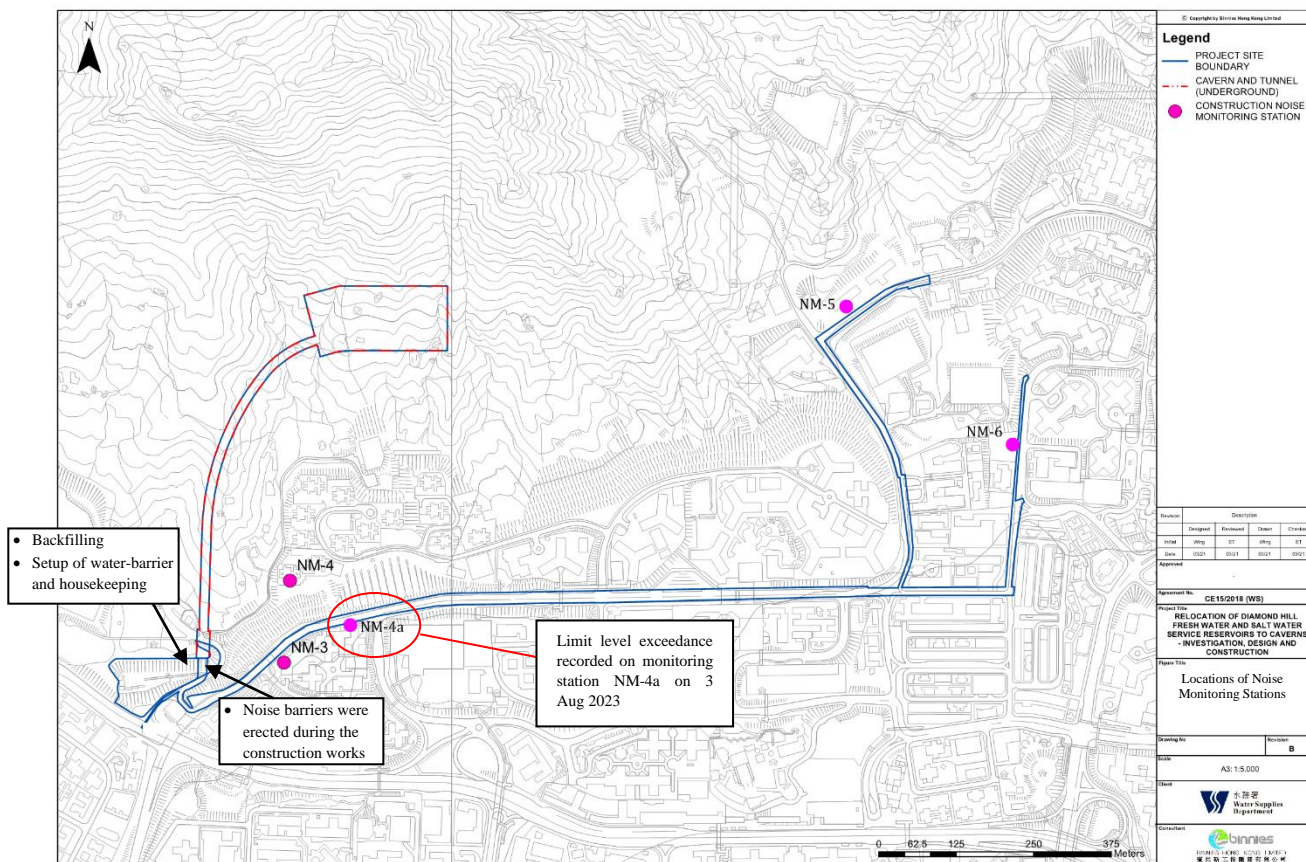 N
NM-5
NM-6
NM-4
NM-4a
NM-3
• Backfilling
• Setup of water-barrier
and housekeeping
• Noise barriers were
erected during the
construction works
Limit level exceedance
recorded on monitoring
station NM-4a on 3
Aug 2023
0 62.5 125 250 375
Meters
© Copyright by Binnies Hong Kong Limited
Legend
PROJECT SITE
BOUNDARY
CAVERN AND TUNNEL
(UNDERGROUND)
CONSTRUCTION NOISE
MONITORING STATION
Revision Description
Designed Reviewed Drawn Checked
Initial Wing ET Wing ET
Date 03/21 03/21 03/21 03/21
Approved
-
Agreement No.
CE15/2018 (WS)
Project Title
RELOCATION OF DIAMOND HILL
FRESH WATER AND SALT WATER
SERVICE RESERVOIRS TO CAVERNS
- INVESTIGATION, DESIGN AND
CONSTRUCTION
Figure Title
Locations of Noise
Monitoring Stations
Drawing No Revision
B
Scale
A3: 1:5,000
Client
水務署
Water Supplies
Department
Consultant
binnies
BINNIES HONG KONG LIMITED